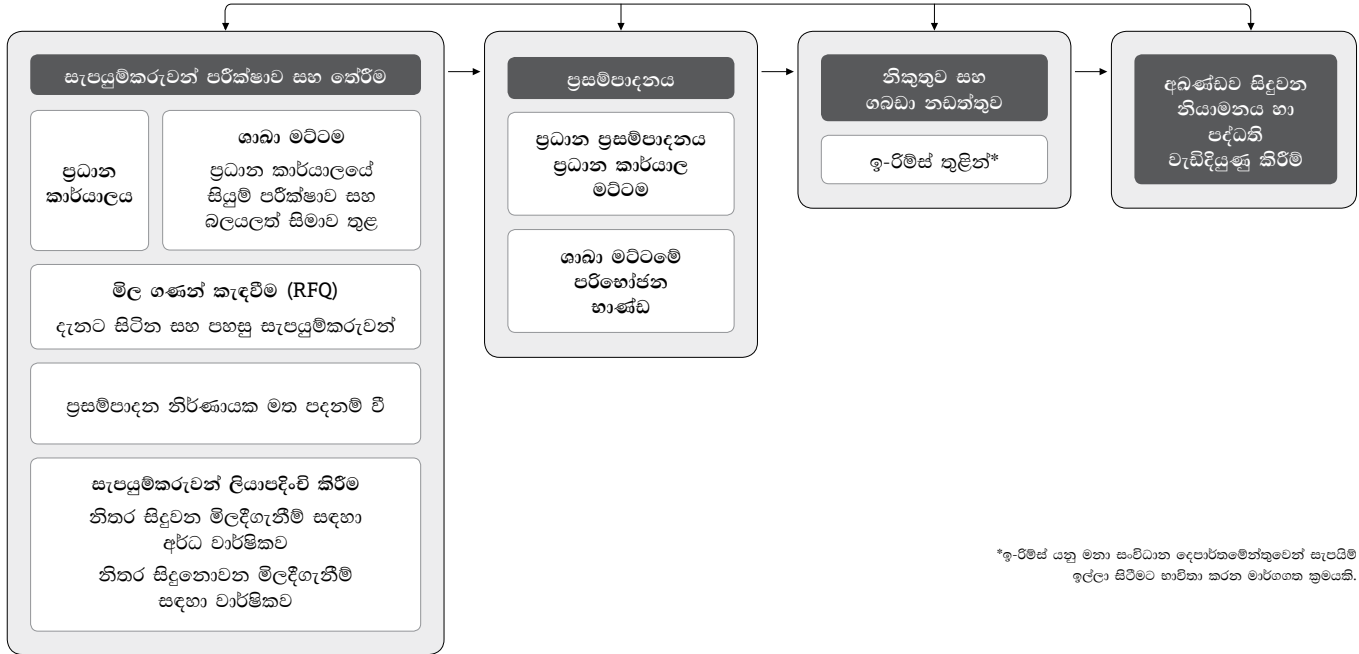 සැපයුම්කරුවන් පරීක්ෂාව සහ තේරීම
ප්‍රධාන
කාර්යාලය
ශාඛා මට්ටම
ප්‍රධාන කාර්යාලයේ
සියුම් පරීක්ෂාව සහ
බලයලත් සිමාව තුළ
මිල ගණන් කැඳවීම (RFQ)
දැනට සිටින සහ පහසු සැපයුම්කරුවන්
ප්‍රසම්පාදන නිර්ණායක මත පදනම් වී
සැපයුම්කරුවන් ලියාපදිංචි කිරීම
නිතර සිදුවන මිලදීගැනීම් සඳහා
අර්ධ වාර්ෂිකව
නිතර සිදුනොවන මිලදීගැනීම්
සඳහා වාර්ෂිකව
ප්‍රසම්පාදනය
ප්‍රධාන ප්‍රසම්පාදනය
ප්‍රධාන කාර්යාල
මට්ටම
ශාඛා මට්ටමේ
පරිභෝජන
භාණ්ඩ
නිකුතුව සහ
ගබඩා නඩත්තුව
ඉ-රිම්ස් තුළින්*
අඛණ්ඩව සිදුවන
නියාමනය හා
පද්ධති
වැඩිදියුණු කිරීම්
*ඉ-රිම්ස් යනු මනා සංවිධාන දෙපාර්තමේන්තුවෙන් සැපයිම්
ඉල්ලා සිටීමට භාවිතා කරන මාර්ගගත ක්‍රමයකි.